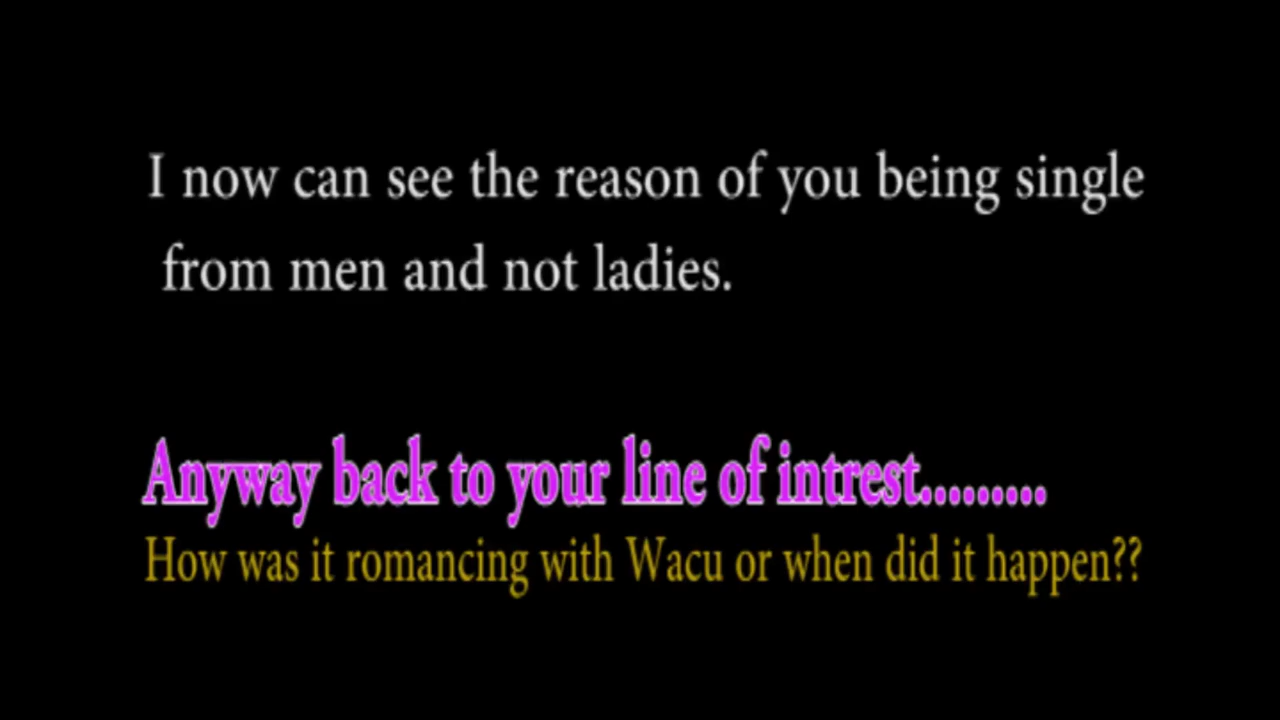 I now can see the reason of you being single
from men and not ladies.
Anyway back to your line of intrest.........
How was it romancing with Wacu or when did it happen??